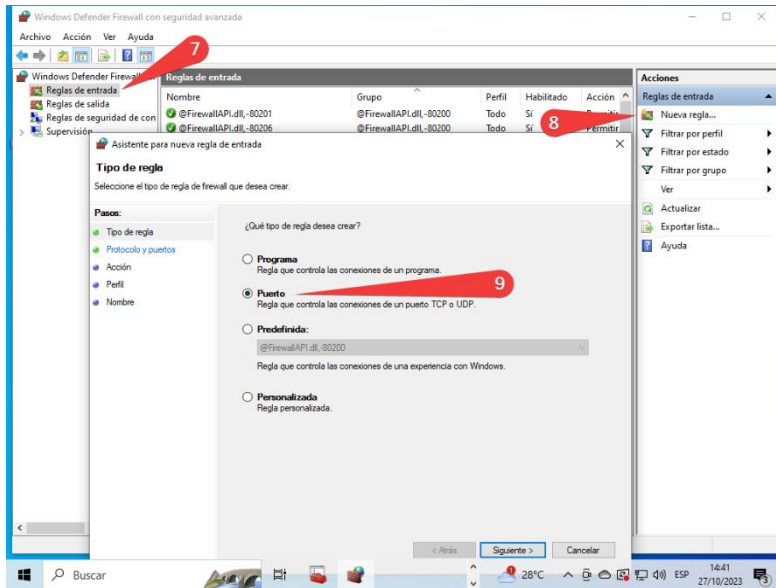 Windows Defender Firewall con seguridad avanzada
Archivo Acción Ver Ayuda
7
Windows Defender Firewall
Reglas de entrada
Reglas de salida
Reglas de seguridad de con
Supervisión
Reglas de entrada
Nombre Grupo Perfil Habilitado Acción
@FirewallAPI.dll,-80201 @FirewallAPI.dll,-80200 Todo Sí Permitir
@FirewallAPI.dll,-80206 @FirewallAPI.dll,-80200 Todo Sí Permitir
8
Acciones
Reglas de entrada
Nueva regla...
Filtrar por perfil
Filtrar por estado
Filtrar por grupo
Ver
Actualizar
Exportar lista...
Ayuda
Asistente para nueva regla de entrada
Tipo de regla
Seleccione el tipo de regla de firewall que desea crear.
Pasos:
Tipo de regla
Protocolo y puertos
Acción
Perfil
Nombre
¿Qué tipo de regla desea crear?
Programa
Regla que controla las conexiones de un programa.
Puerto
Regla que controla las conexiones de un puerto TCP o UDP.
9
Predefinida:
@FirewallAPI.dll,-80200
Regla que controla las conexiones de una experiencia con Windows.
Personalizada
Regla personalizada.
< Atrás Siguiente > Cancelar
Buscar
28°C
ESP
14:41
27/10/2023
3